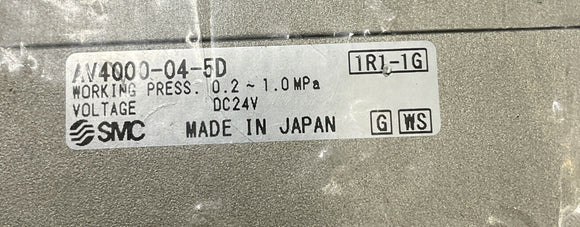 AV4000-04-5D 1R1-1G
WORKING PRESS. 0.2~1.0MPa
VOLTAGE DC24V
SMC MADE IN JAPAN G WS